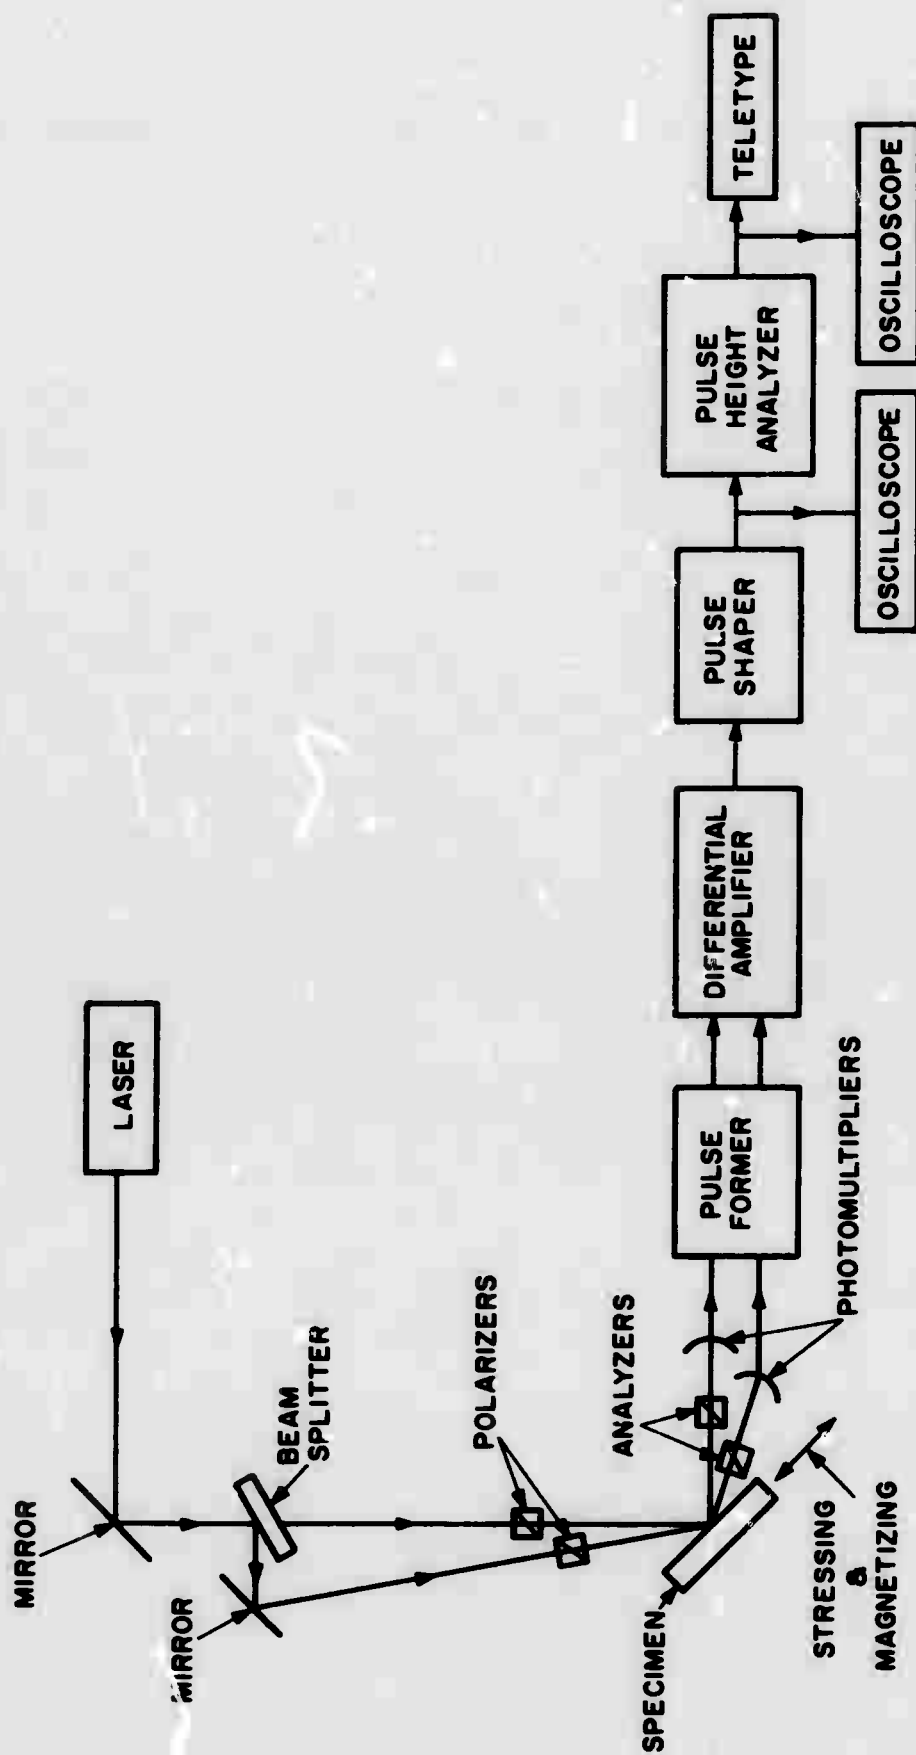 MIRROR
LASER
MIRROR
BEAM
SPLITTER
POLARIZERS
ANALYZERS
SPECIMEN
STRESSING
&
MAGNETIZING
PHOTOMULTIPLIERS
PULSE
FORMER
DIFFERENTIAL
AMPLIFIER
PULSE
SHAPER
PULSE
HEIGHT
ANALYZER
TELETYPE
OSCILLOSCOPE
OSCILLOSCOPE